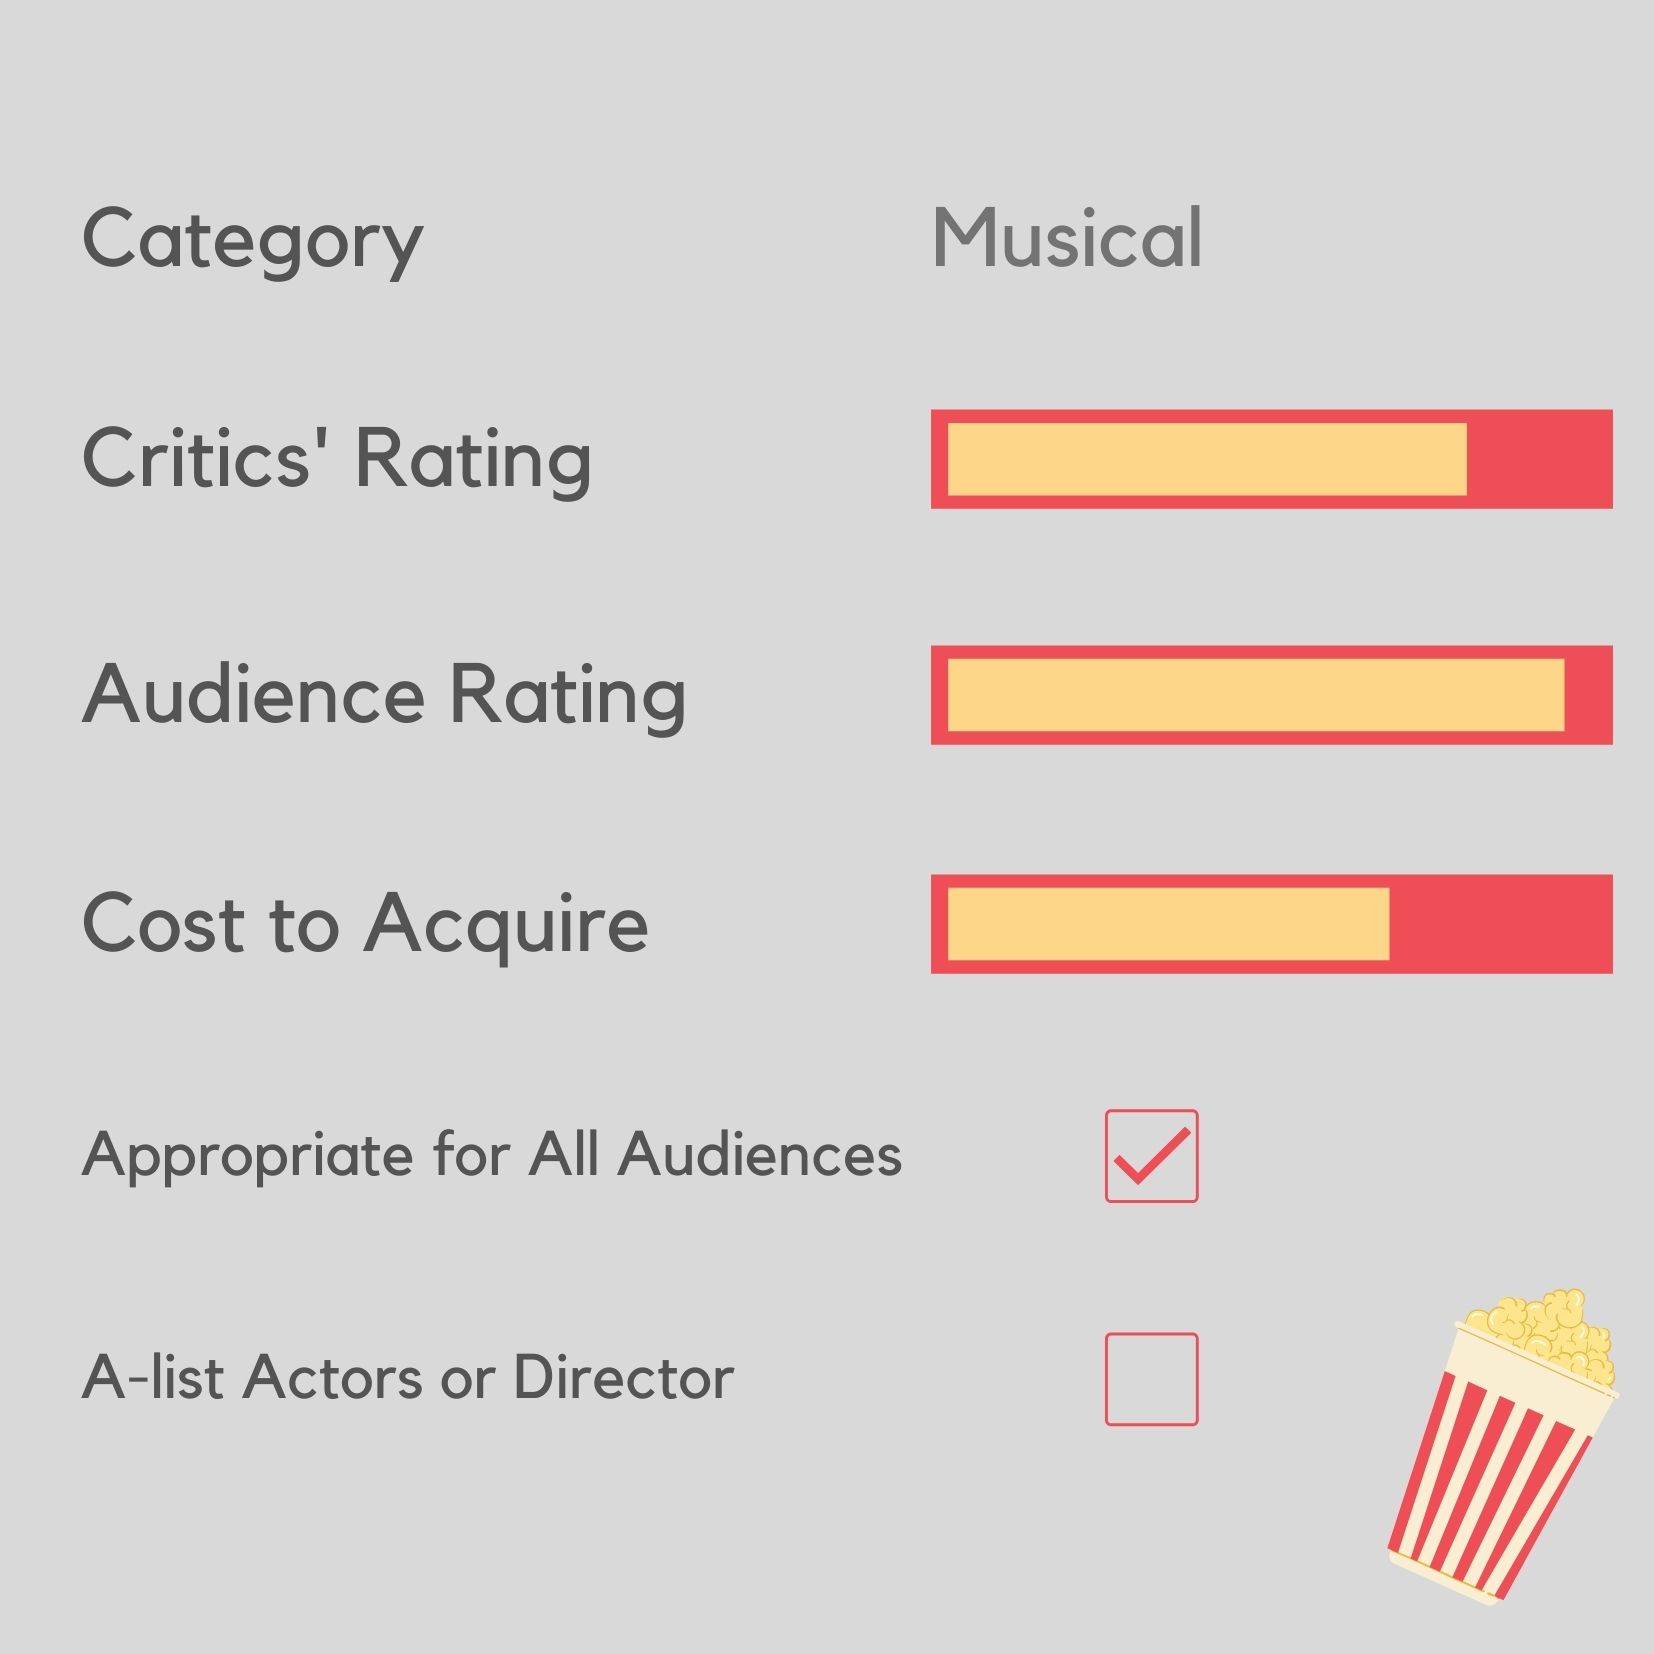 Category Musical
Critics' Rating
Audience Rating
Cost to Acquire
Appropriate for All Audiences
A-list Actors or Director